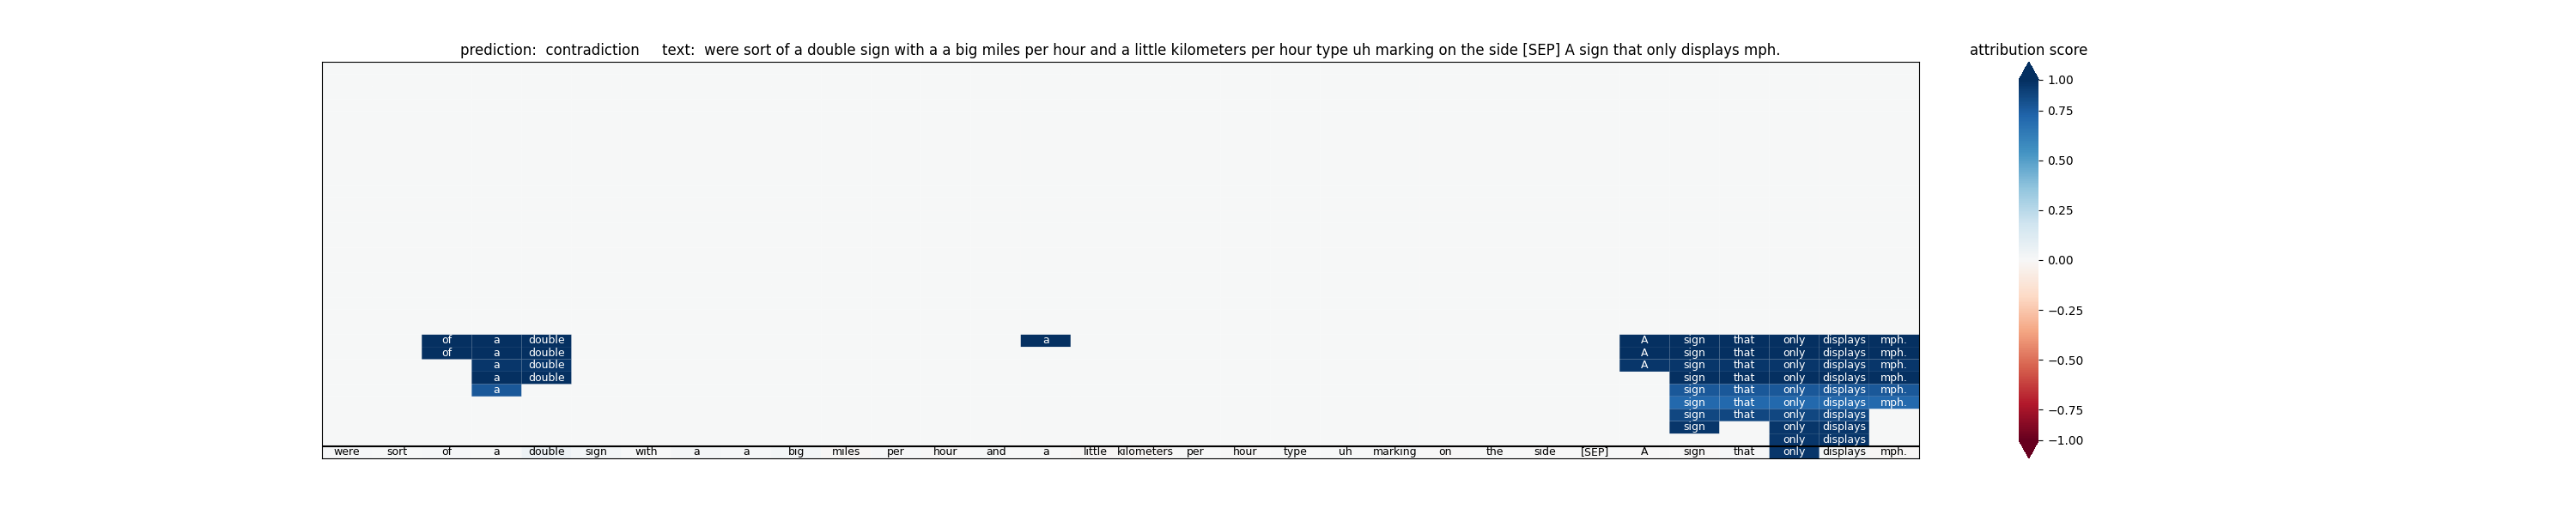 prediction:  contradiction     text:  were sort of a double sign with a a big miles per hour and a little kilometers per hour type uh marking on the side [SEP] A sign that only displays mph.
attribution score
1.00
0.75
0.50
0.25
0.00
−0.25
−0.50
−0.75
−1.00
of a double a A sign that only displays mph.
of a double A sign that only displays mph.
a double A sign that only displays mph.
a double sign that only displays mph.
a sign that only displays mph.
sign that only displays mph.
sign that only displays
sign only displays
only displays
were sort of a double sign with a a big miles per hour and a little kilometers per hour type uh marking on the side [SEP] A sign that only displays mph.